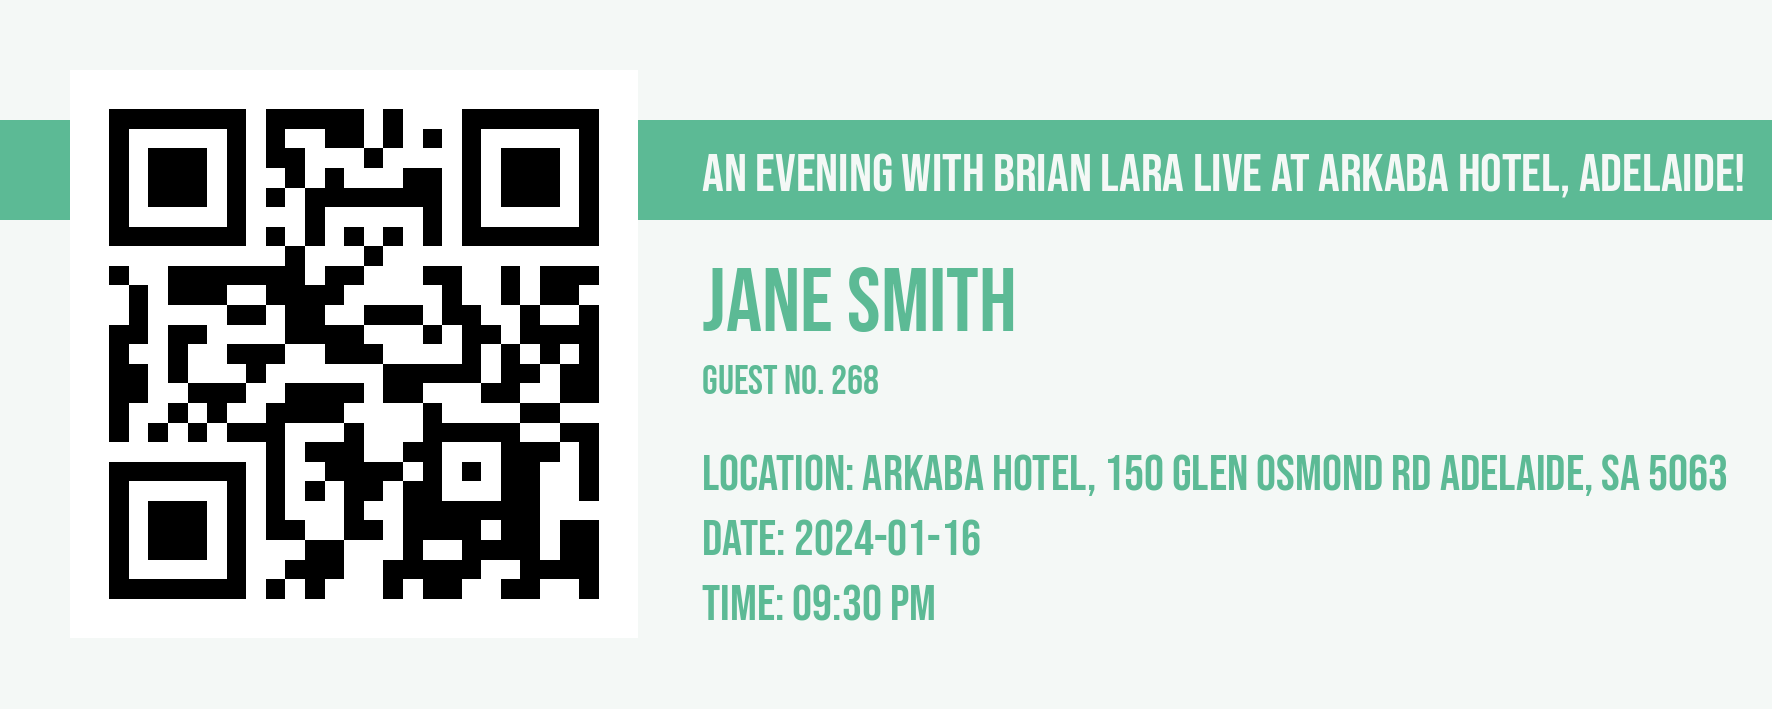 AN EVENING WITH BRIAN LARA LIVE AT ARKABA HOTEL, ADELAIDE!
JANE SMITH
GUEST NO. 268
LOCATION: ARKABA HOTEL, 150 GLEN OSMOND RD ADELAIDE, SA 5063
DATE: 2024-01-16
TIME: 09:30 PM